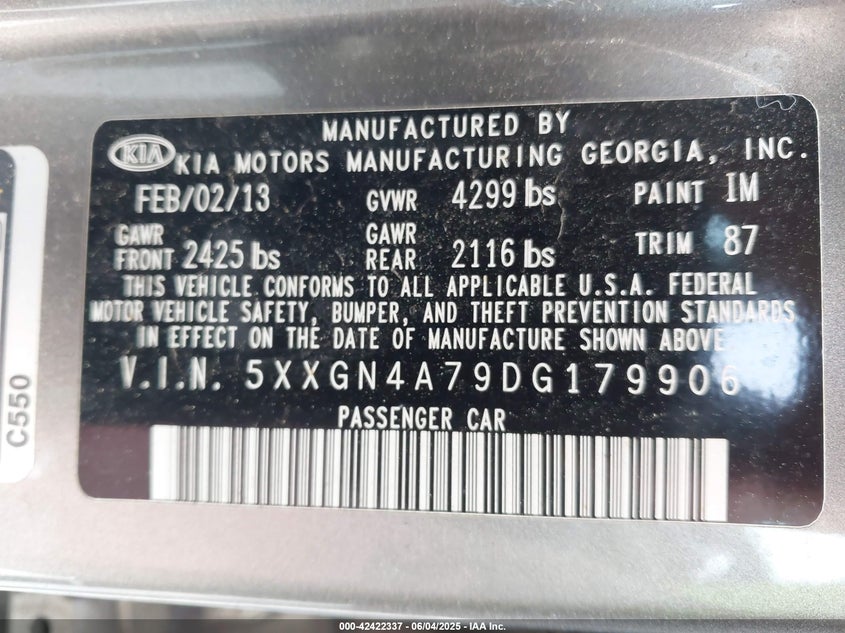 MANUFACTURED BY
KIA KIA MOTORS MANUFACTURING GEORGIA, INC.
FEB/02/13 GVWR 4299 lbs PAINT IM
GAWR FRONT 2425 lbs GAWR REAR 2116 lbs TRIM 87
THIS VEHICLE CONFORMS TO ALL APPLICABLE U.S.A. FEDERAL
MOTOR VEHICLE SAFETY, BUMPER, AND THEFT PREVENTION STANDARDS
IN EFFECT ON THE DATE OF MANUFACTURE SHOWN ABOVE
V.I.N. 5XXGN4A79DG179906
PASSENGER CAR
C550
000-42422337 - 06/04/2025 - IAA Inc.